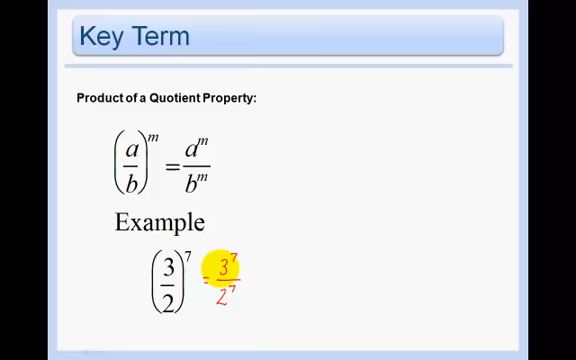 Key Term
Product of a Quotient Property:
(a/b)^m = a^m/b^m
Example
(3/2)^7 = 3^7/2^7